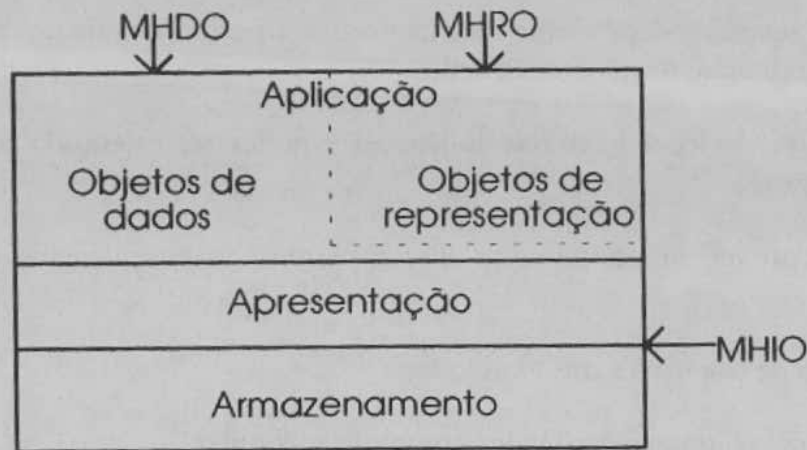 MHDO MHRO
Aplicação
Objetos de dados
Objetos de representação
Apresentação
MHIO
Armazenamento